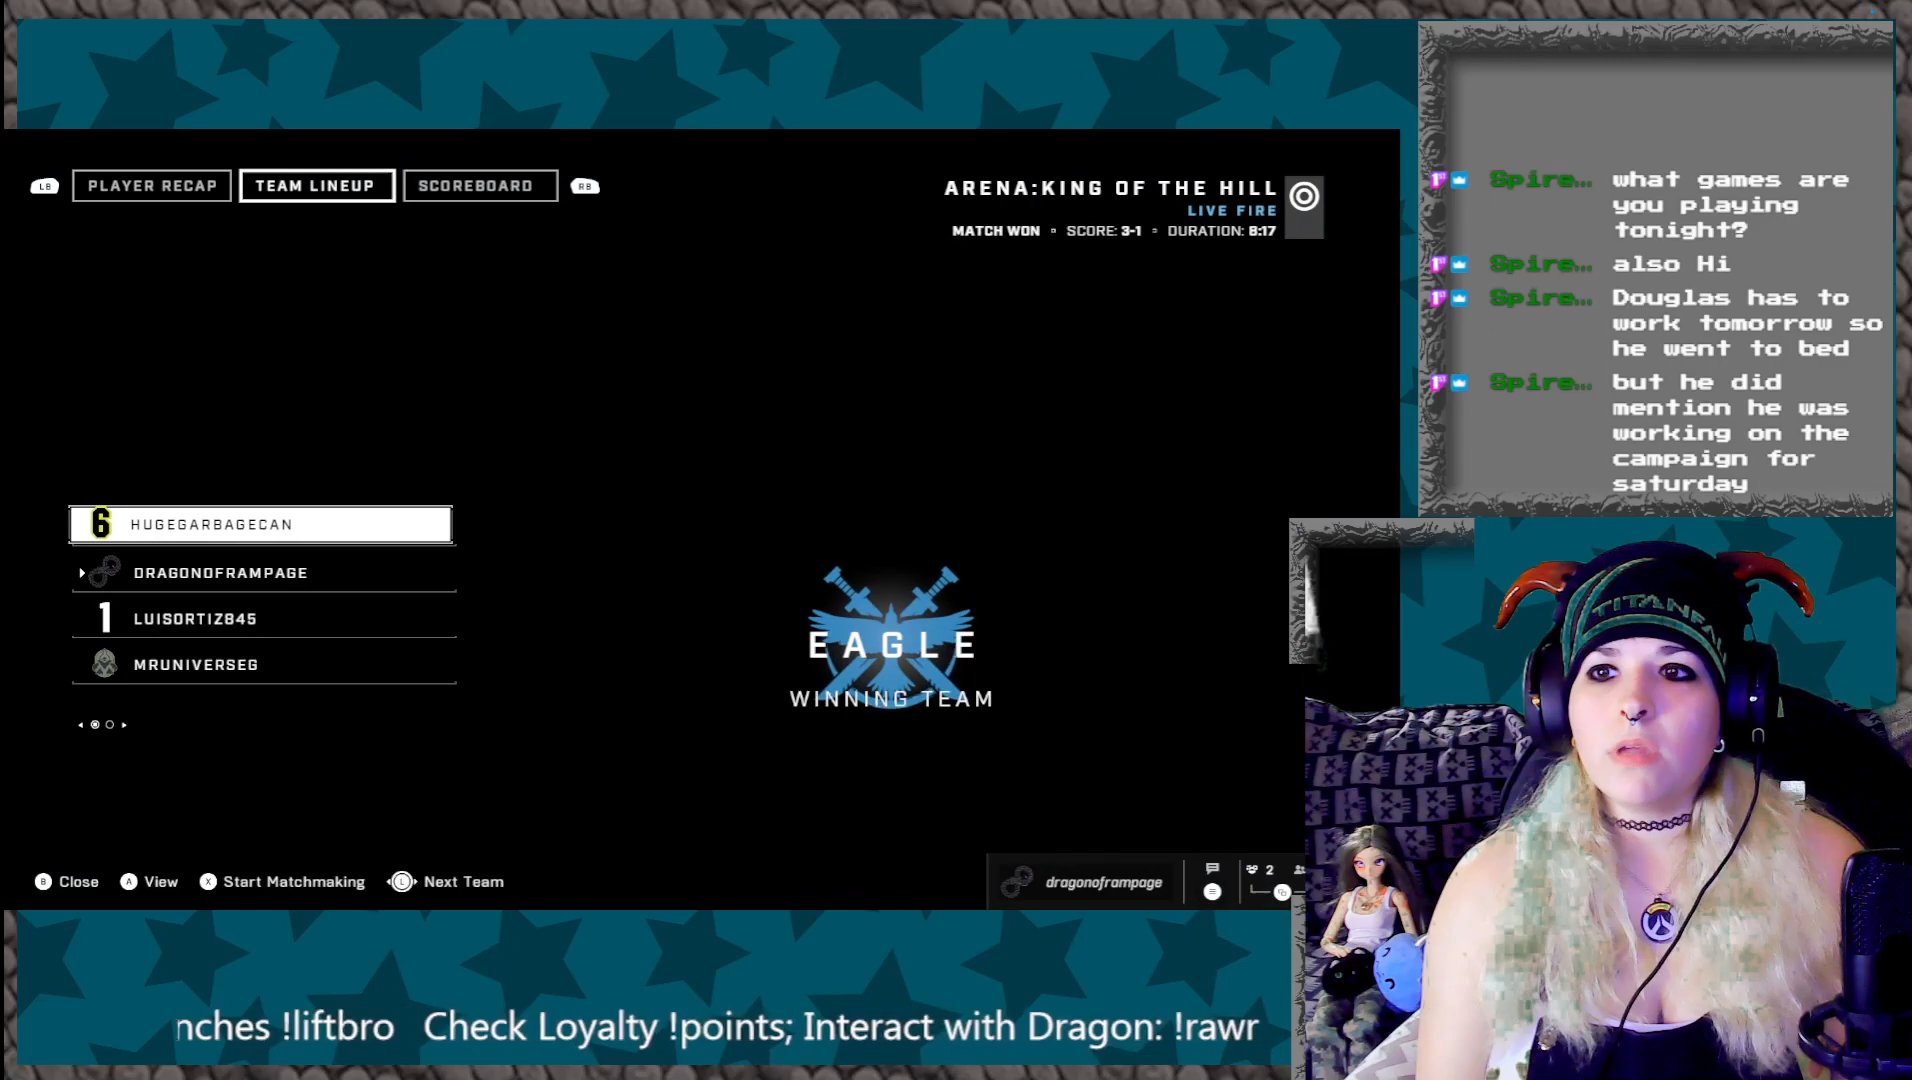 LB PLAYER RECAP TEAM LINEUP SCOREBOARD RB
ARENA:KING OF THE HILL
LIVE FIRE
MATCH WON SCORE: 3-1 DURATION: 8:17
6 HUGEGARBAGECAN
DRAGONOFRAMPAGE
1 LUISORTIZ845
MRUNIVERSEG
EAGLE
WINNING TEAM
B Close A View X Start Matchmaking L Next Team
dragonoframpage
2
nches !liftbro Check Loyalty !points; Interact with Dragon: !rawr
Spire... what games are
you playing
tonight?
Spire... also Hi
Spire... Douglas has to
work tomorrow so
he went to bed
Spire... but he did
mention he was
working on the
campaign for
saturday
TITANFAL